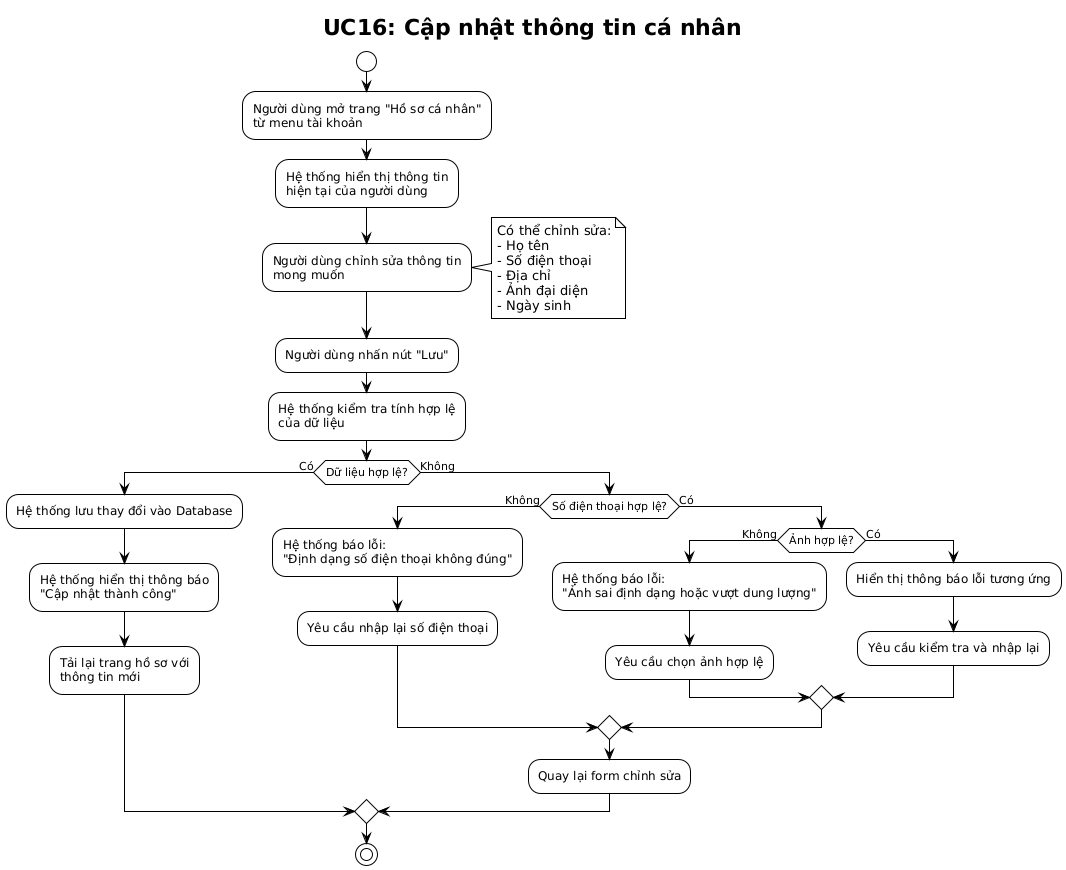 UC16: Cập nhật thông tin cá nhân
Người dùng mở trang "Hồ sơ cá nhân"
từ menu tài khoản
Hệ thống hiển thị thông tin
hiện tại của người dùng
Người dùng chỉnh sửa thông tin
mong muốn
Có thể chỉnh sửa:
- Họ tên
- Số điện thoại
- Địa chỉ
- Ảnh đại diện
- Ngày sinh
Người dùng nhấn nút "Lưu"
Hệ thống kiểm tra tính hợp lệ
của dữ liệu
Có
Dữ liệu hợp lệ?
Không
Hệ thống lưu thay đổi vào Database
Hệ thống hiển thị thông báo
"Cập nhật thành công"
Tải lại trang hồ sơ với
thông tin mới
Không
Số điện thoại hợp lệ?
Có
Hệ thống báo lỗi:
"Định dạng số điện thoại không đúng"
Yêu cầu nhập lại số điện thoại
Không
Ảnh hợp lệ?
Có
Hệ thống báo lỗi:
"Ảnh sai định dạng hoặc vượt dung lượng"
Yêu cầu chọn ảnh hợp lệ
Hiển thị thông báo lỗi tương ứng
Yêu cầu kiểm tra và nhập lại
Quay lại form chỉnh sửa